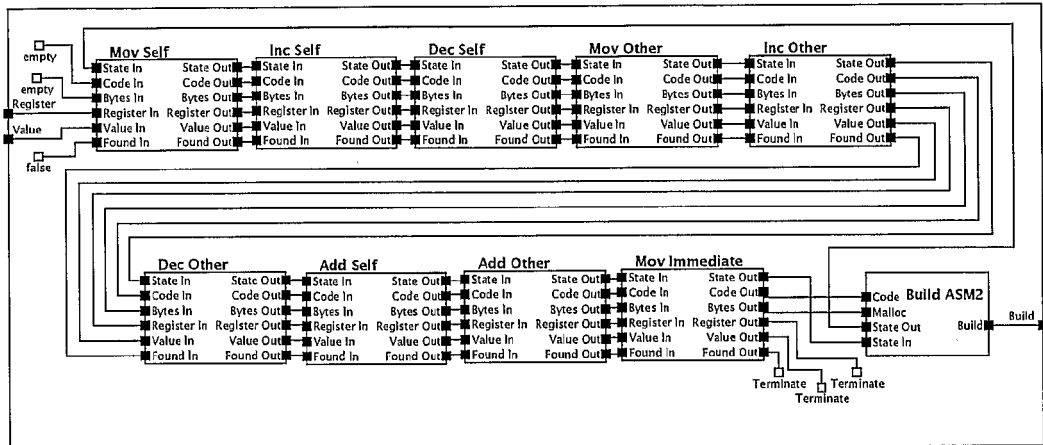 empty
empty
Register
Value
false
Mov Self
State In State Out
Code In Code Out
Bytes In Bytes Out
Register In Register Out
Value In Value Out
Found In Found Out
Inc Self
State In State Out
Code In Code Out
Bytes In Bytes Out
Register In Register Out
Value In Value Out
Found In Found Out
Dec Self
State In State Out
Code In Code Out
Bytes In Bytes Out
Register In Register Out
Value In Value Out
Found In Found Out
Mov Other
State In State Out
Code In Code Out
Bytes In Bytes Out
Register In Register Out
Value In Value Out
Found In Found Out
Inc Other
State In State Out
Code In Code Out
Bytes In Bytes Out
Register In Register Out
Value In Value Out
Found In Found Out
Dec Other
State In State Out
Code In Code Out
Bytes In Bytes Out
Register In Register Out
Value In Value Out
Found In Found Out
Add Self
State In State Out
Code In Code Out
Bytes In Bytes Out
Register In Register Out
Value In Value Out
Found In Found Out
Add Other
State In State Out
Code In Code Out
Bytes In Bytes Out
Register In Register Out
Value In Value Out
Found In Found Out
Mov Immediate
State In State Out
Code In Code Out
Bytes In Bytes Out
Register In Register Out
Value In Value Out
Found In Found Out
Code Build ASM2
Malloc
State Out
State In
Build
Build
Terminate
Terminate
Terminate